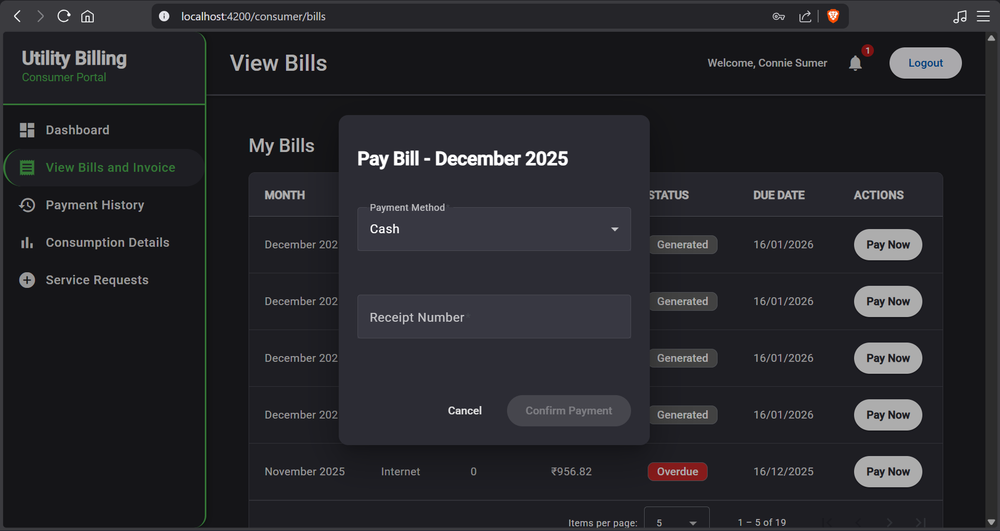 localhost:4200/consumer/bills
Utility Billing
Consumer Portal
View Bills
Welcome, Connie Sumer
1
Logout
Dashboard
View Bills and Invoice
Payment History
Consumption Details
Service Requests
My Bills
MONTH
STATUS
DUE DATE
ACTIONS
December 202
Generated
16/01/2026
Pay Now
December 202
Generated
16/01/2026
Pay Now
December 202
Generated
16/01/2026
Pay Now
December 202
Generated
16/01/2026
Pay Now
November 2025
Internet
0
₹956.82
Overdue
16/12/2025
Pay Now
Items per page:
5
1 – 5 of 19
Pay Bill - December 2025
Payment Method*
Cash
Receipt Number*
Cancel
Confirm Payment